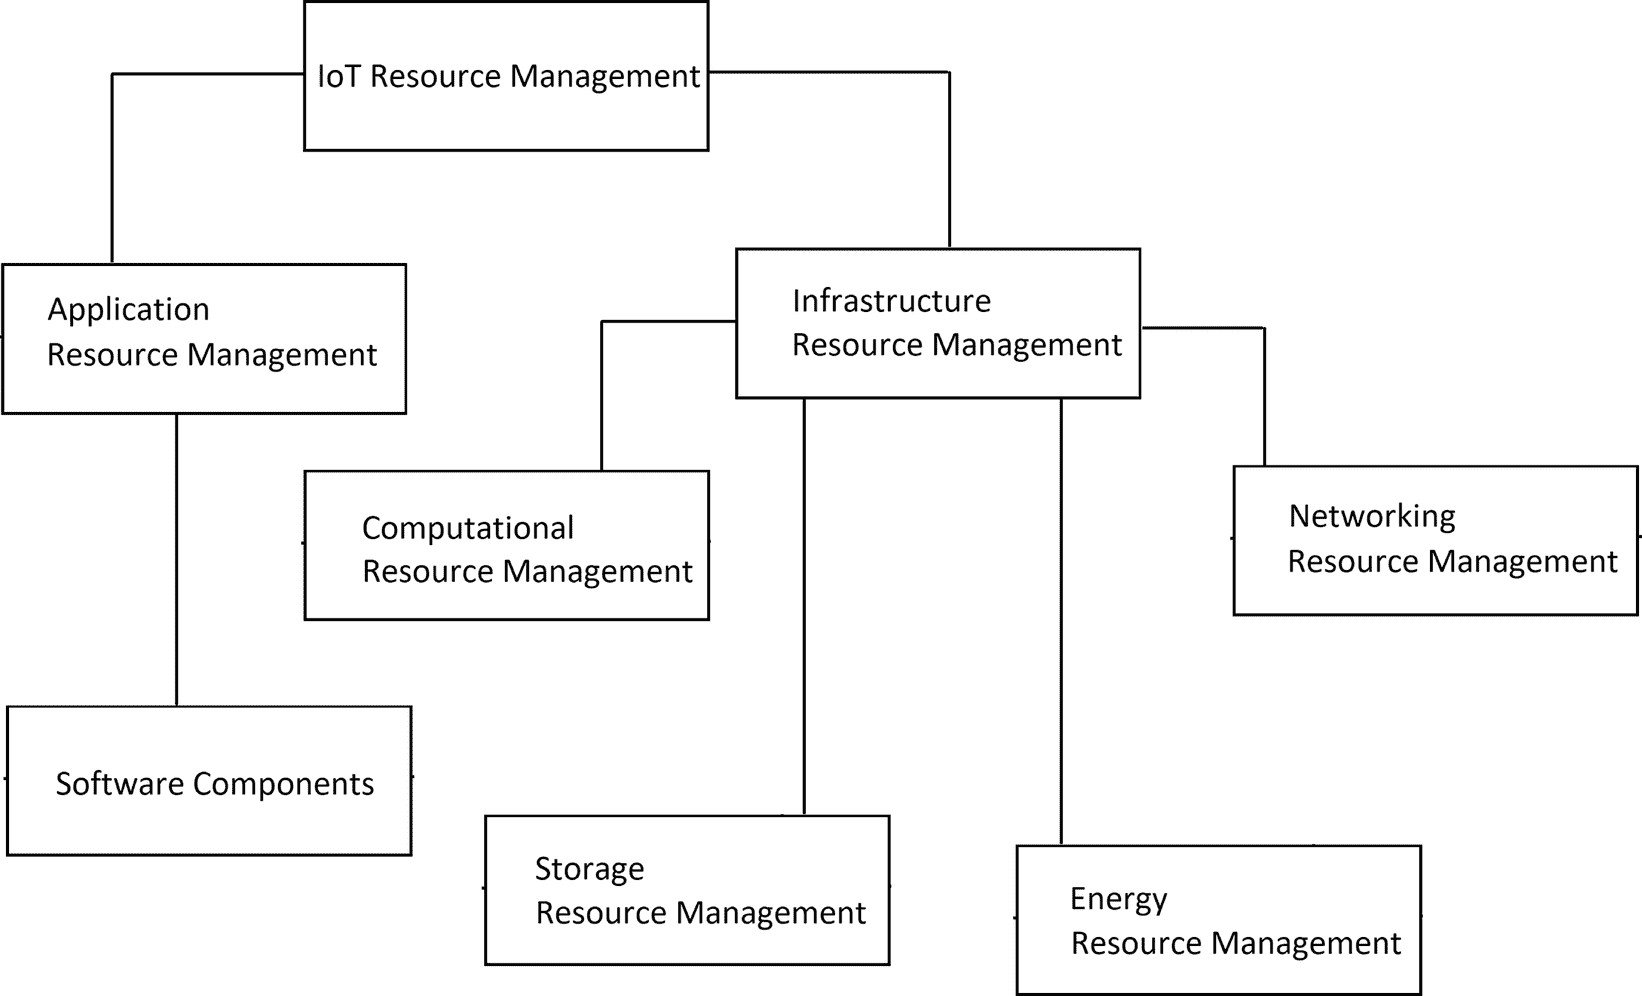 IoT Resource Management
Application
Resource Management
Infrastructure
Resource Management
Computational
Resource Management
Networking
Resource Management
Software Components
Storage
Resource Management
Energy
Resource Management